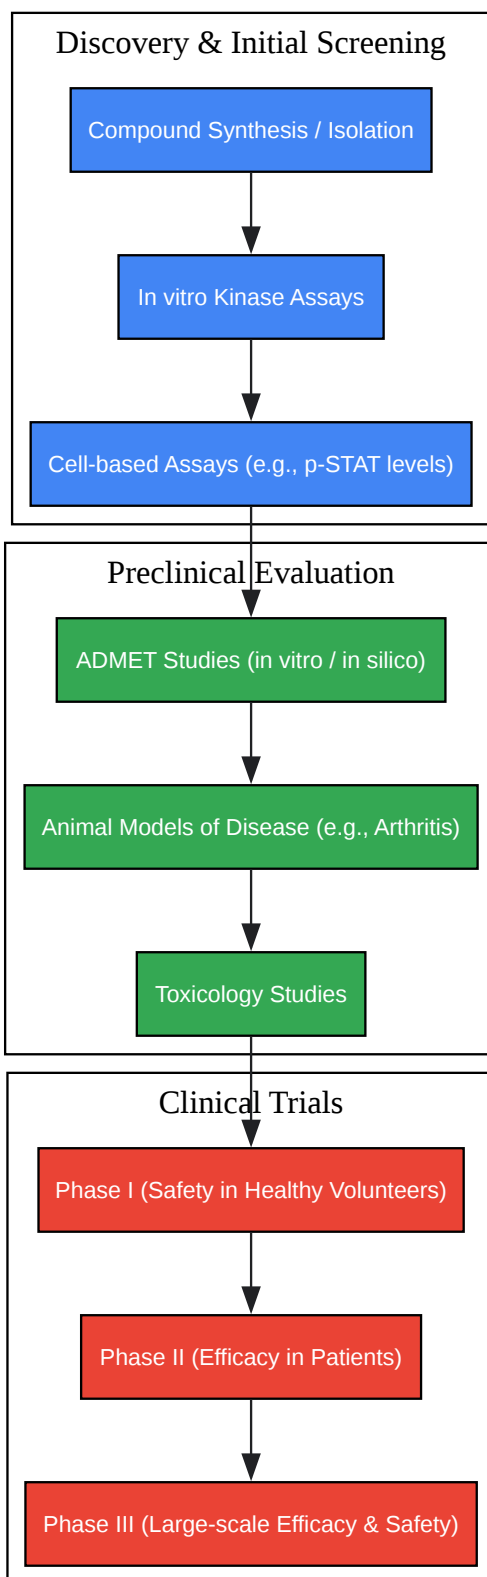 Discovery & Initial Screening
Compound Synthesis / Isolation
In vitro Kinase Assays
Cell-based Assays (e.g., p-STAT levels)
Preclinical Evaluation
ADMET Studies (in vitro / in silico)
Animal Models of Disease (e.g., Arthritis)
Toxicology Studies
Clinical Trials
Phase I (Safety in Healthy Volunteers)
Phase II (Efficacy in Patients)
Phase III (Large-scale Efficacy & Safety)